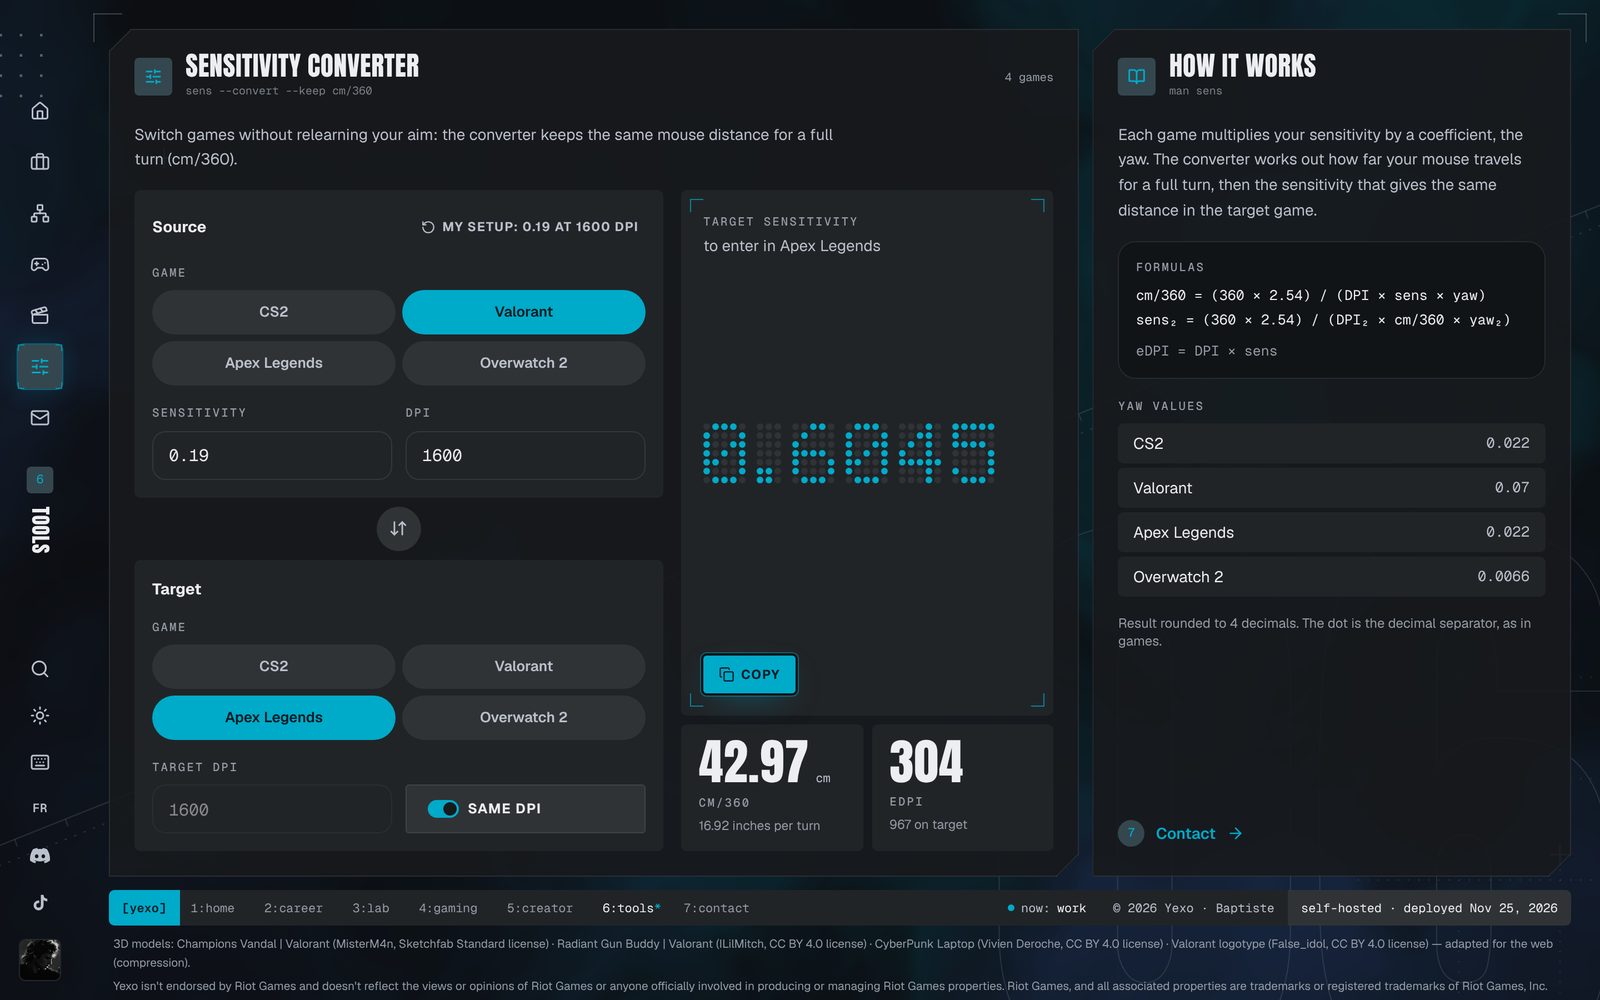 SENSITIVITY CONVERTER
sens --convert --keep cm/360
4 games
Switch games without relearning your aim: the converter keeps the same mouse distance for a full
turn (cm/360).
Source
MY SETUP: 0.19 AT 1600 DPI
GAME
CS2
Valorant
Apex Legends
Overwatch 2
SENSITIVITY
DPI
0.19
1600
Target
GAME
CS2
Valorant
Apex Legends
Overwatch 2
TARGET DPI
1600
SAME DPI
TARGET SENSITIVITY
to enter in Apex Legends
0.6045
COPY
42.97 cm
CM/360
16.92 inches per turn
304
EDPI
967 on target
HOW IT WORKS
man sens
Each game multiplies your sensitivity by a coefficient, the
yaw. The converter works out how far your mouse travels
for a full turn, then the sensitivity that gives the same
distance in the target game.
FORMULAS
cm/360 = (360 × 2.54) / (DPI × sens × yaw)
sens₂ = (360 × 2.54) / (DPI₂ × cm/360 × yaw₂)
eDPI = DPI × sens
YAW VALUES
CS2 0.022
Valorant 0.07
Apex Legends 0.022
Overwatch 2 0.0066
Result rounded to 4 decimals. The dot is the decimal separator, as in
games.
7 Contact
6
TOOLS
FR
[yexo] 1:home 2:career 3:lab 4:gaming 5:creator 6:tools* 7:contact
now: work © 2026 Yexo · Baptiste self-hosted · deployed Nov 25, 2026
3D models: Champions Vandal | Valorant (MisterM4n, Sketchfab Standard license) · Radiant Gun Buddy | Valorant (ILilMitch, CC BY 4.0 license) · CyberPunk Laptop (Vivien Deroche, CC BY 4.0 license) · Valorant logotype (False_idol, CC BY 4.0 license) — adapted for the web
(compression).
Yexo isn't endorsed by Riot Games and doesn't reflect the views or opinions of Riot Games or anyone officially involved in producing or managing Riot Games properties. Riot Games, and all associated properties are trademarks or registered trademarks of Riot Games, Inc.